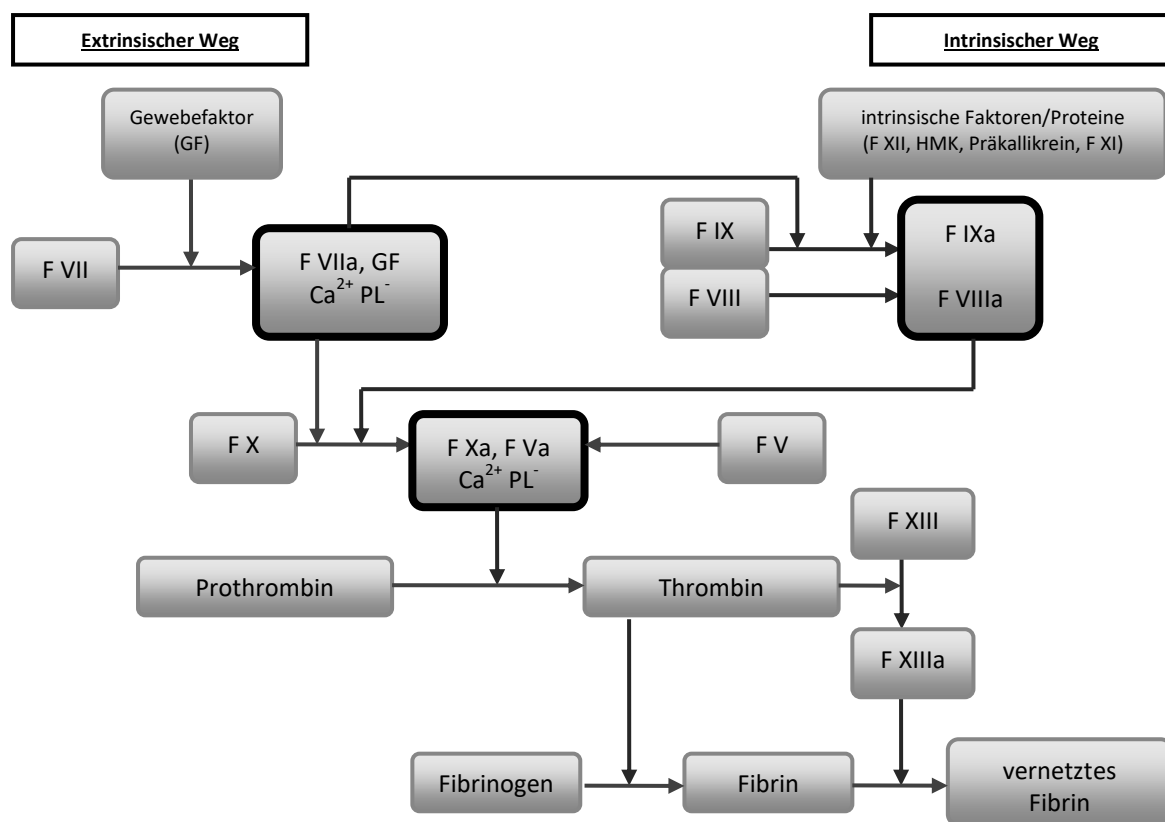 Extrinsischer Weg
Intrinsischer Weg
Gewebefaktor
(GF)
intrinsische Faktoren/Proteine
(F XII, HMK, Präkallikrein, F XI)
F VII
F VIIa, GF
Ca²⁺ PL⁻
F IX
F VIII
F IXa
F VIIIa
F X
F Xa, F Va
Ca²⁺ PL⁻
F V
F XIII
Prothrombin
Thrombin
F XIIIa
Fibrinogen
Fibrin
vernetztes
Fibrin